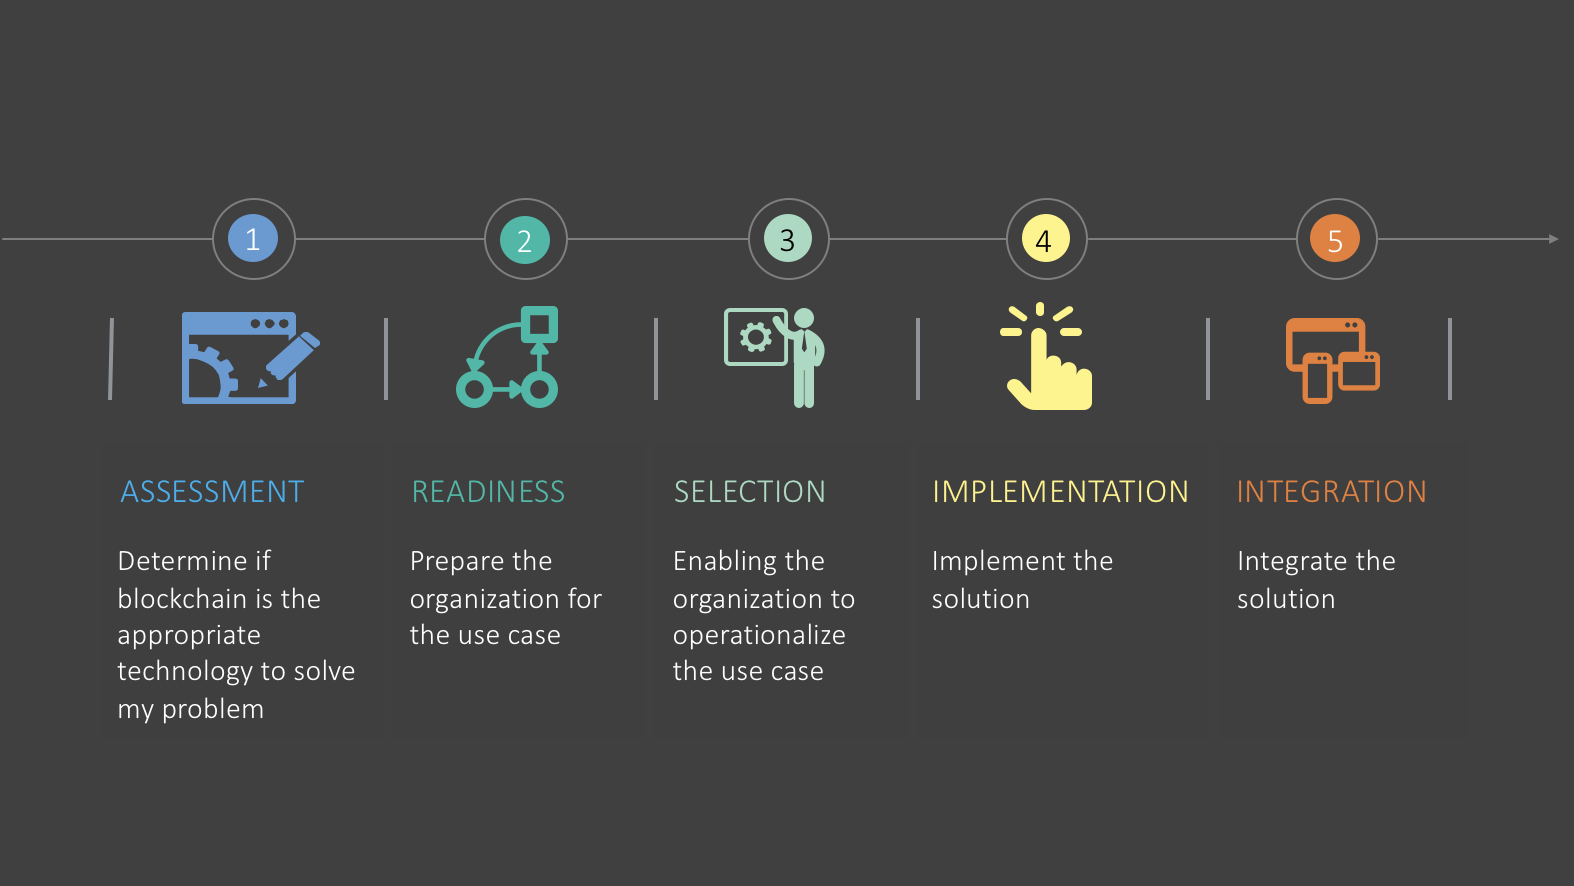 1
2
3
4
5
ASSESSMENT
Determine if
blockchain is the
appropriate
technology to solve
my problem
READINESS
Prepare the
organization for
the use case
SELECTION
Enabling the
organization to
operationalize
the use case
IMPLEMENTATION
Implement the
solution
INTEGRATION
Integrate the
solution